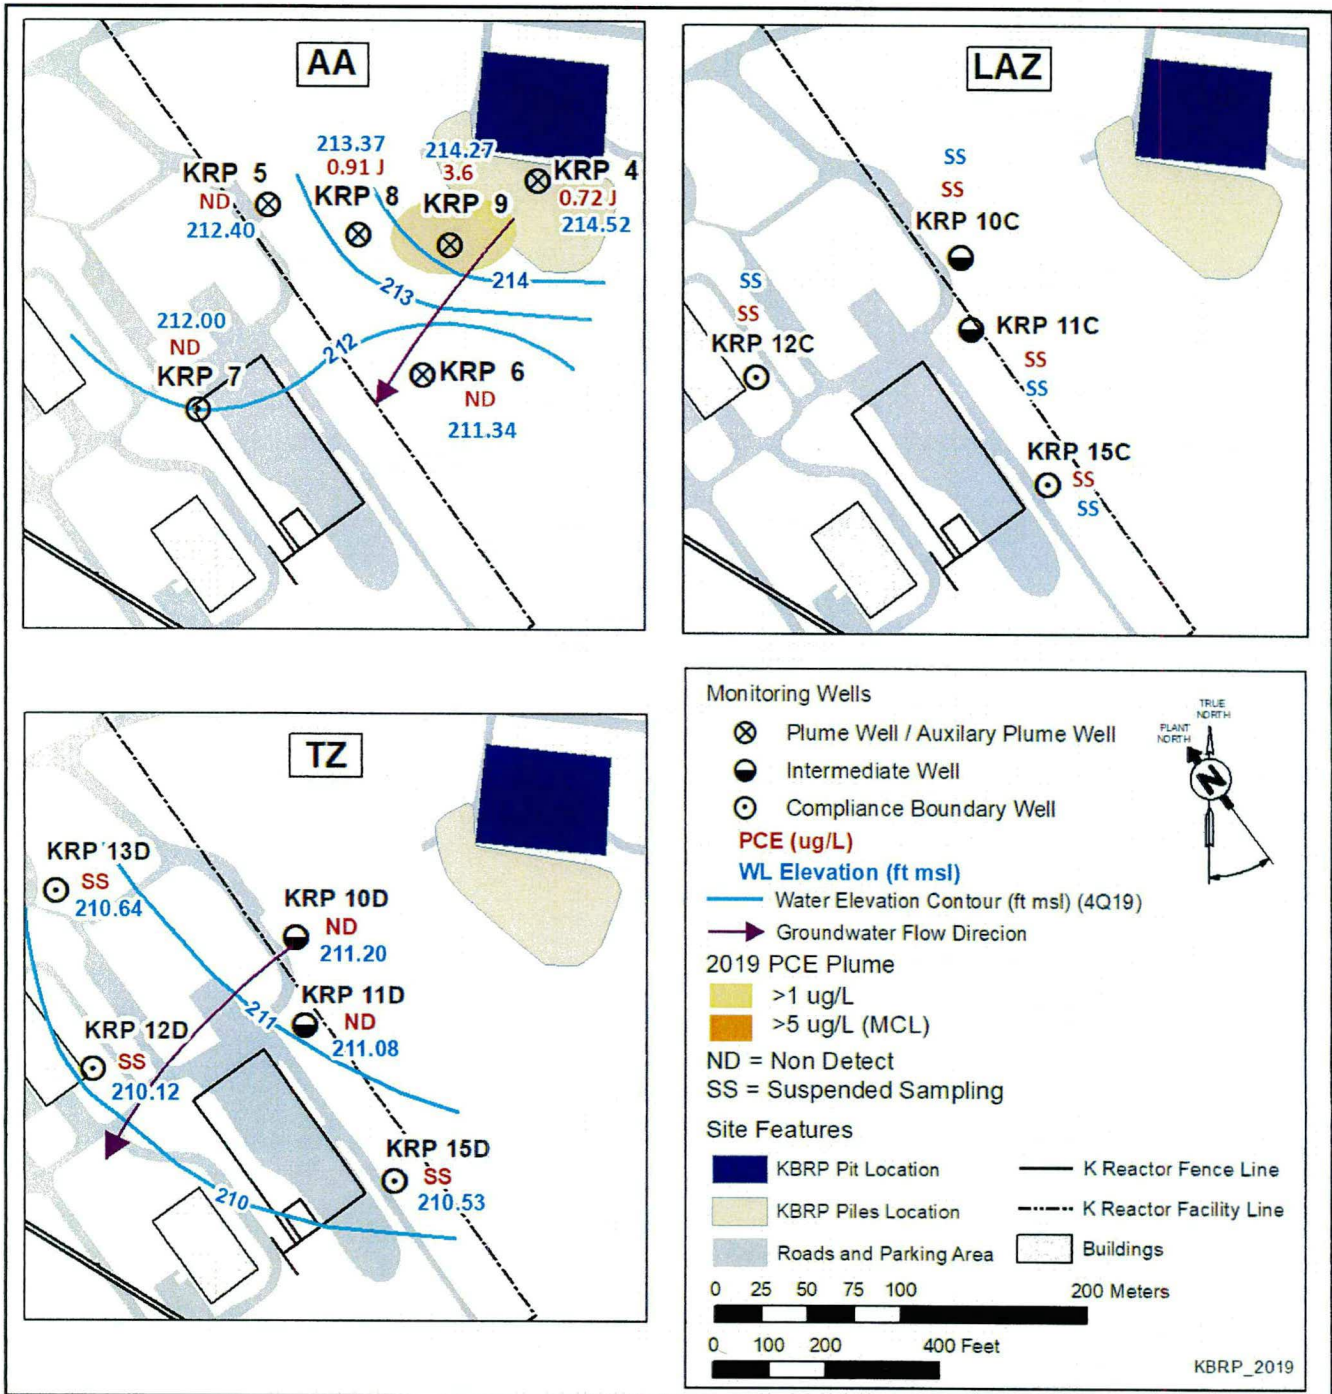 AA
213.37
0.91 J
KRP 8
214.27
3.6
KRP 9
KRP 5
ND
212.40
KRP 4
0.72 J
214.52
214
213
212
212.00
ND
KRP 7
KRP 6
ND
211.34
LAZ
SS
SS
KRP 10C
SS
SS
KRP 12C
KRP 11C
SS
SS
KRP 15C
SS
SS
TZ
KRP 13D
SS
210.64
KRP 10D
ND
211.20
KRP 11D
ND
211.08
211
KRP 12D
SS
210.12
KRP 15D
SS
210.53
210
Monitoring Wells
Plume Well / Auxilary Plume Well
Intermediate Well
Compliance Boundary Well
PCE (ug/L)
WL Elevation (ft msl)
Water Elevation Contour (ft msl) (4Q19)
Groundwater Flow Direcion
TRUE
NORTH
PLANT
NORTH
N
2019 PCE Plume
>1 ug/L
>5 ug/L (MCL)
ND = Non Detect
SS = Suspended Sampling
Site Features
KBRP Pit Location
K Reactor Fence Line
KBRP Piles Location
K Reactor Facility Line
Roads and Parking Area
Buildings
0 25 50 75 100 200 Meters
0 100 200 400 Feet
KBRP_2019